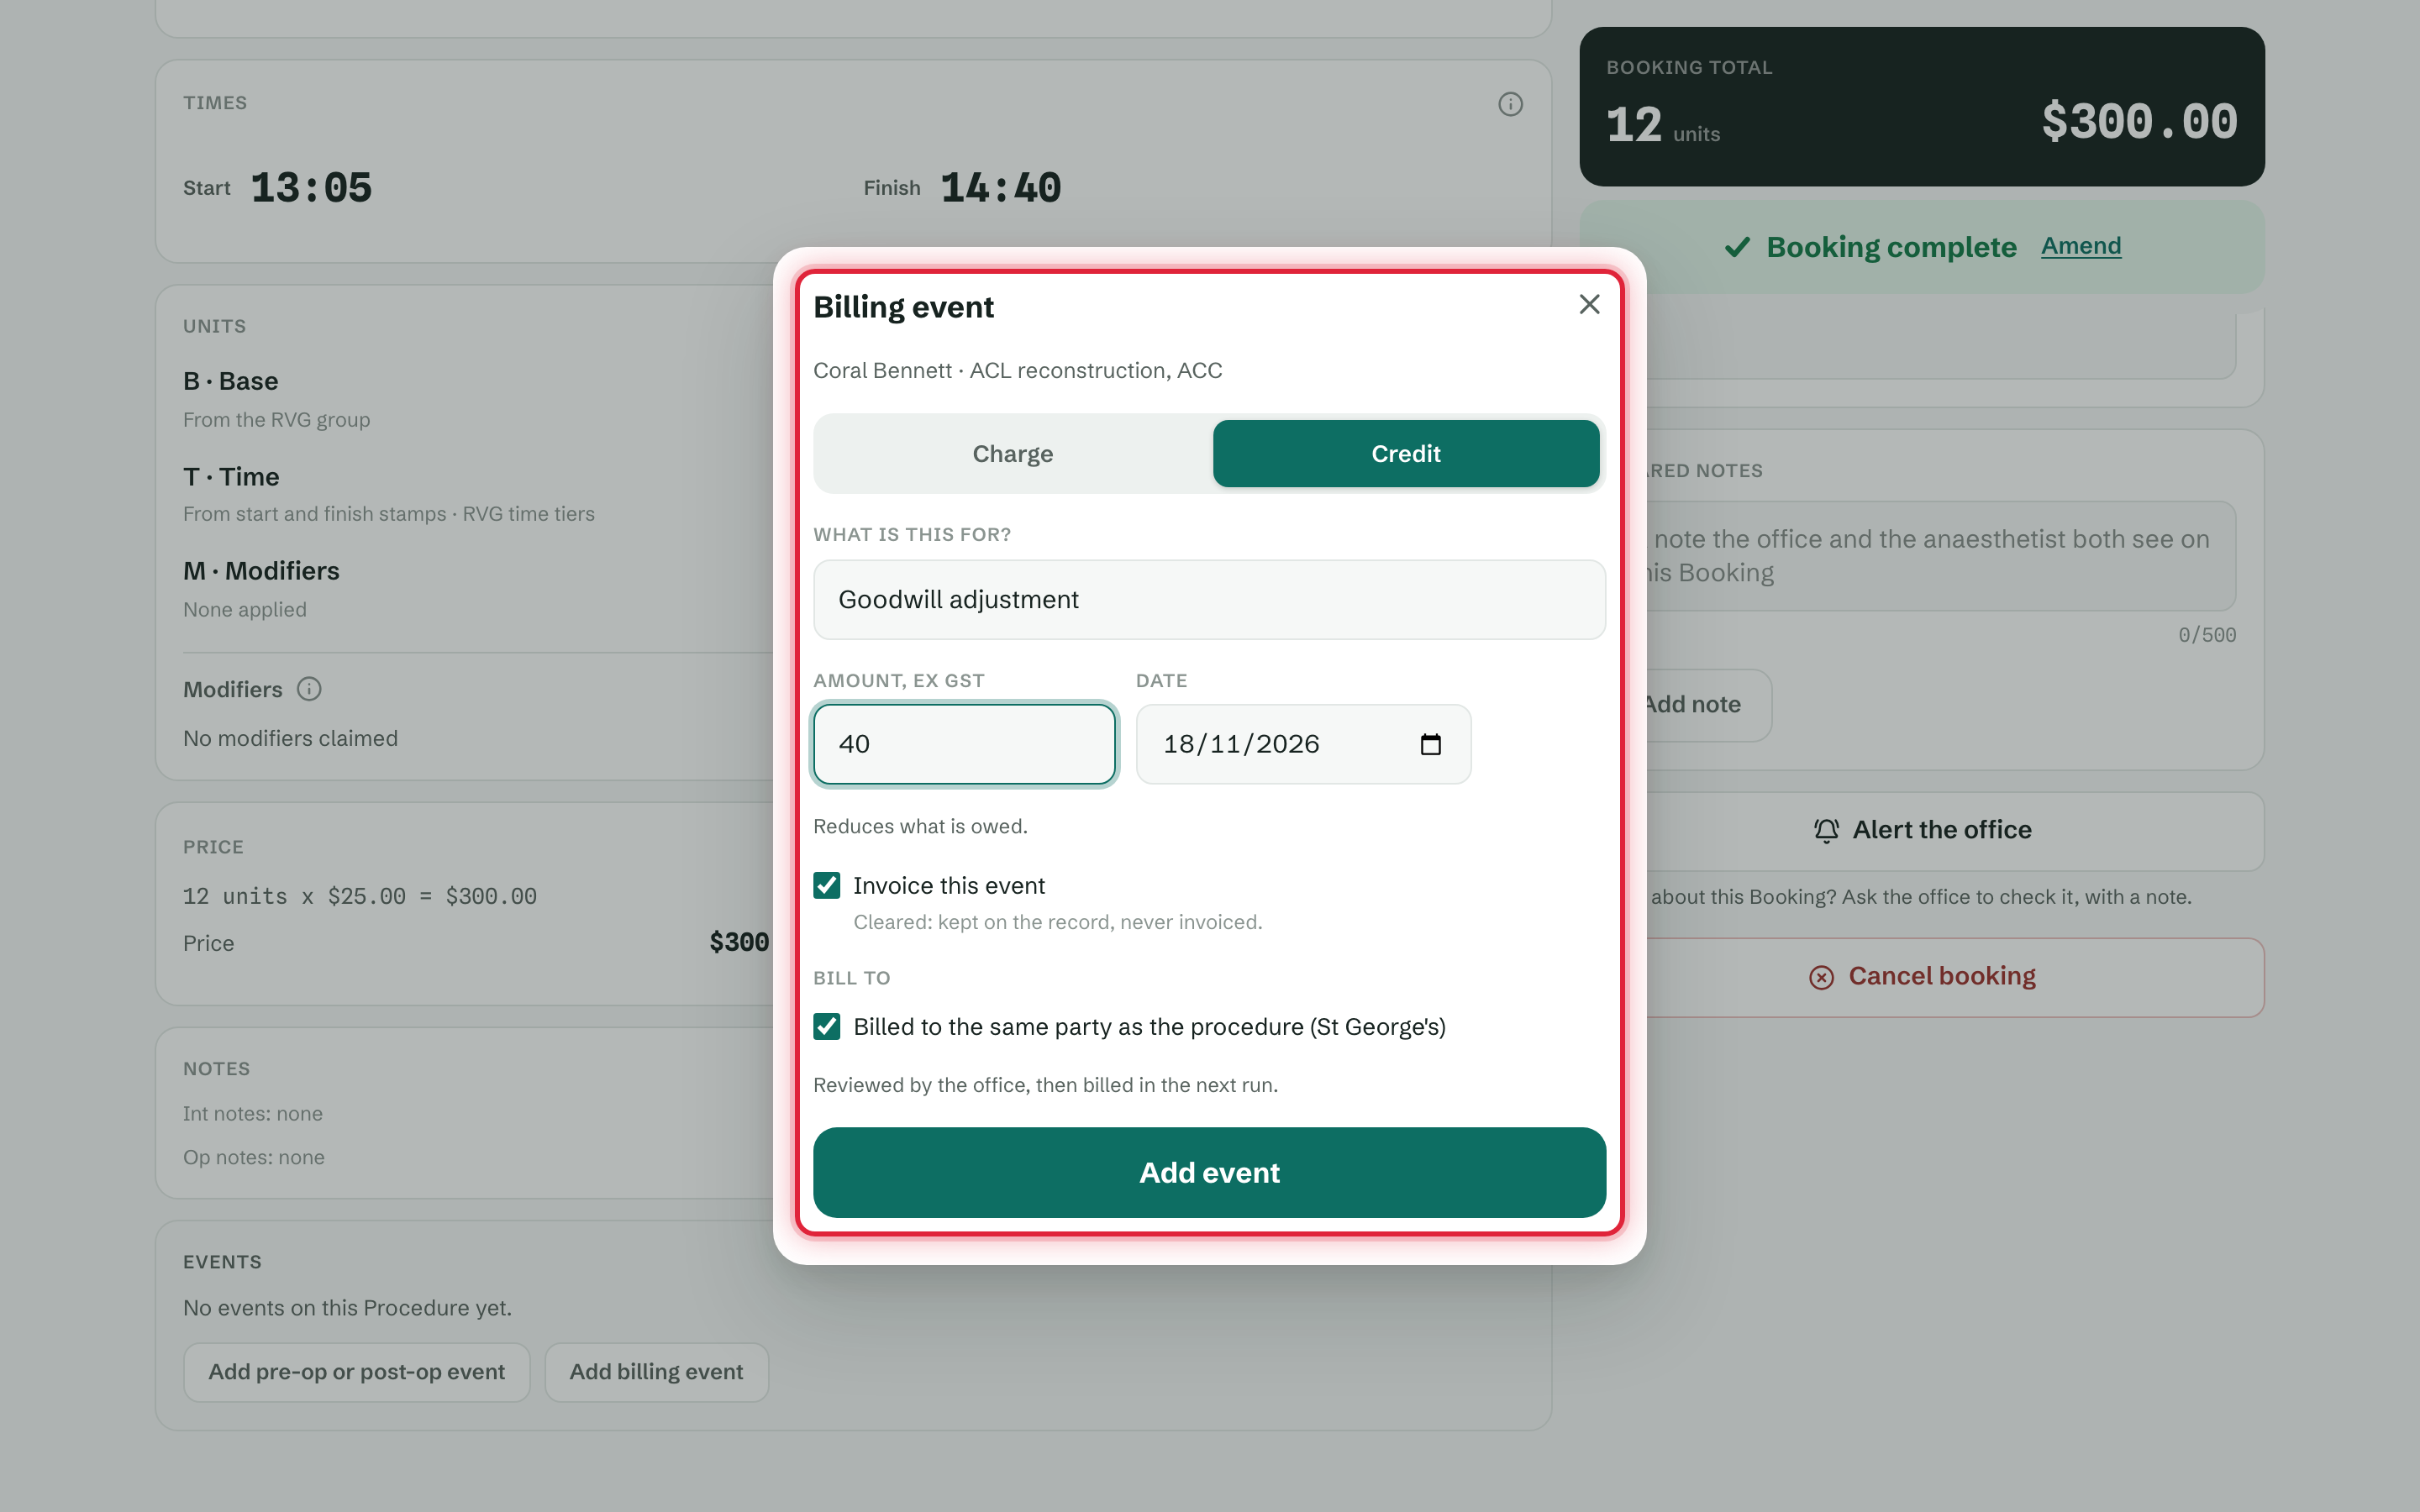 TIMES
Start 13:05
Finish 14:40
UNITS
B · Base
From the RVG group
T · Time
From start and finish stamps · RVG time tiers
M · Modifiers
None applied
Modifiers
No modifiers claimed
PRICE
12 units x $25.00 = $300.00
Price $300
NOTES
Int notes: none
Op notes: none
EVENTS
No events on this Procedure yet.
Add pre-op or post-op event
Add billing event
Billing event
Coral Bennett · ACL reconstruction, ACC
Charge
Credit
WHAT IS THIS FOR?
Goodwill adjustment
AMOUNT, EX GST
DATE
40
18/11/2026
Reduces what is owed.
Invoice this event
Cleared: kept on the record, never invoiced.
BILL TO
Billed to the same party as the procedure (St George's)
Reviewed by the office, then billed in the next run.
Add event
BOOKING TOTAL
12 units
$300.00
Booking complete Amend
NOTES
note the office and the anaesthetist both see on
Booking
0/500
Add note
Alert the office
about this Booking? Ask the office to check it, with a note.
Cancel booking